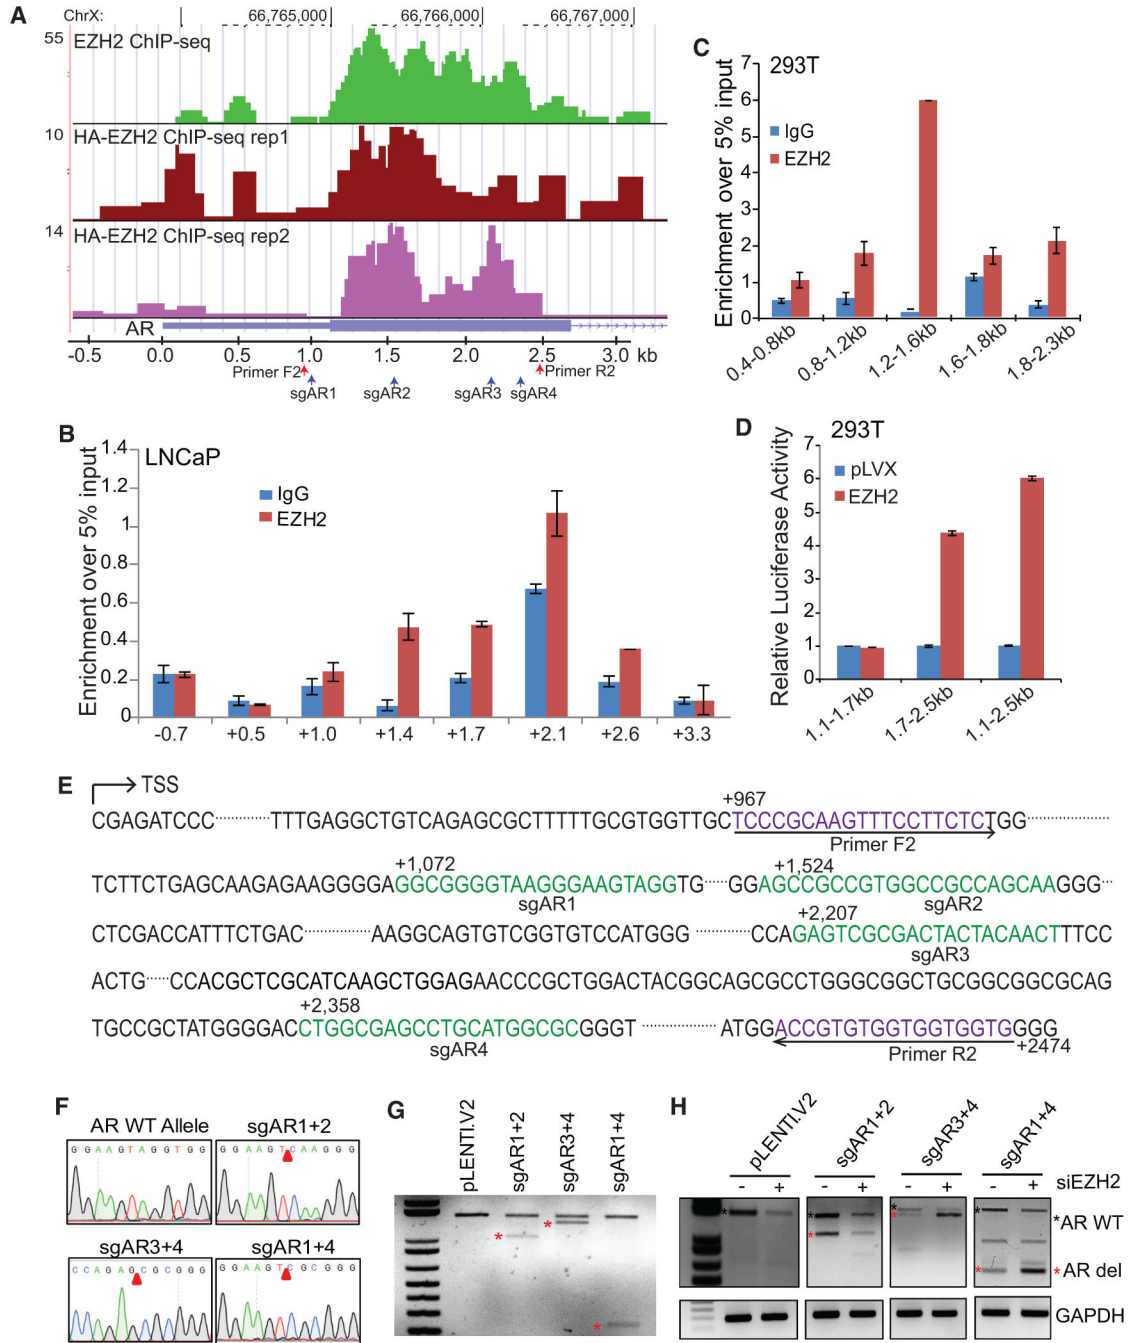 A
ChrX:
66,765,000
66,766,000
66,767,000
55
EZH2 ChIP-seq
10
HA-EZH2 ChIP-seq rep1
14
HA-EZH2 ChIP-seq rep2
AR
-0.5 0.0 0.5 1.0 1.5 2.0 2.5 3.0 kb
Primer F2 Primer R2
sgAR1 sgAR2 sgAR3 sgAR4
B
LNCaP
Enrichment over 5% input
1.4
1.2
1
0.8
0.6
0.4
0.2
0
IgG
EZH2
-0.7 +0.5 +1.0 +1.4 +1.7 +2.1 +2.6 +3.3
C
293T
Enrichment over 5% input
7
6
5
4
3
2
1
0
IgG
EZH2
0.4-0.8kb 0.8-1.2kb 1.2-1.6kb 1.6-1.8kb 1.8-2.3kb
D
293T
Relative Luciferase Activity
7
6
5
4
3
2
1
0
pLVX
EZH2
1.1-1.7kb 1.7-2.5kb 1.1-2.5kb
E
TSS
+967
CGAGATCCC··········TTTGAGGCTGTCAGAGCGCTTTTTGCGTGGTTGCTCCCGCAAGTTTCCTTCTCTGG··········
Primer F2
+1,072 +1,524
TCTTCTGAGCAAGAGAAGGGGAGGCGGGGTAAGGGAAGTAGGTG·····GGAGCCGCCGTGGCCGCCAGCAAGGG··
sgAR1 sgAR2
+2,207
CTCGACCATTTCTGAC··········AAGGCAGTGTCGGTGTCCATGGG··········CCAGAGTCGCGACTACTACAACTTTCC
sgAR3
ACTG·····CCACGCTCGCATCAAGCTGGAGAACCCGCTGGACTACGGCAGCGCCTGGGCGGCTGCGGCGGCGCAG
+2,358
TGCCGCTATGGGGACCTGGCGAGCCTGCATGGCGCGGGT··········ATGGACCGTGTGGTGGTGGTGGGG
sgAR4 Primer R2 +2474
F
AR WT Allele sgAR1+2
GGAAGTAGGTGG GGAAGTCAAGGG
sgAR3+4 sgAR1+4
CCAGAGCGCGGG GGAAGTCGCGGG
G
pLENTI.V2 sgAR1+2 sgAR3+4 sgAR1+4
*
*
*
H
pLENTI.V2 sgAR1+2 sgAR3+4 sgAR1+4
- + - + - + - + siEZH2
*AR WT
*AR del
GAPDH